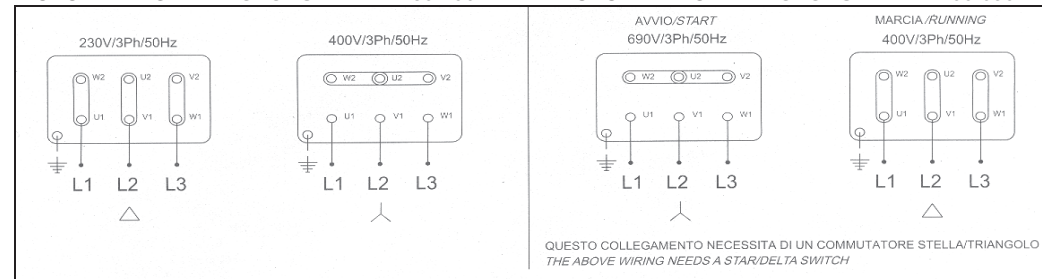 AVVIO/START
MARCIA/RUNNING
230V/3Ph/50Hz
400V/3Ph/50Hz
690V/3Ph/50Hz
400V/3Ph/50Hz
W2 U2 V2
W2 U2 V2
W2 U2 V2
W2 U2 V2
U1 V1 W1
U1 V1 W1
U1 V1 W1
U1 V1 W1
L1 L2 L3
L1 L2 L3
L1 L2 L3
L1 L2 L3
QUESTO COLLEGAMENTO NECESSITA DI UN COMMUTATORE STELLA/TRIANGOLO
THE ABOVE WIRING NEEDS A STAR/DELTA SWITCH